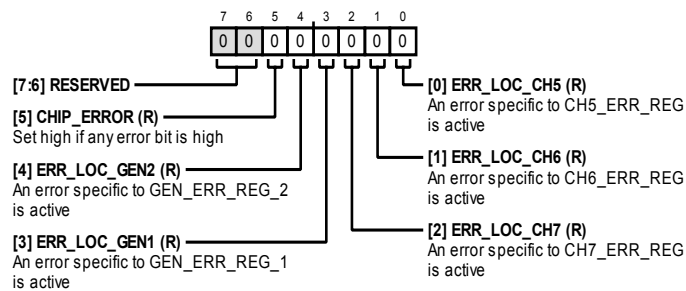 7 6 5 4 3 2 1 0
0 0 0 0 0 0 0 0
[7:6] RESERVED
[5] CHIP_ERROR (R)
Set high if any error bit is high
[4] ERR_LOC_GEN2 (R)
An error specific to GEN_ERR_REG_2
is active
[3] ERR_LOC_GEN1 (R)
An error specific to GEN_ERR_REG_1
is active
[0] ERR_LOC_CH5 (R)
An error specific to CH5_ERR_REG
is active
[1] ERR_LOC_CH6 (R)
An error specific to CH6_ERR_REG
is active
[2] ERR_LOC_CH7 (R)
An error specific to CH7_ERR_REG
is active